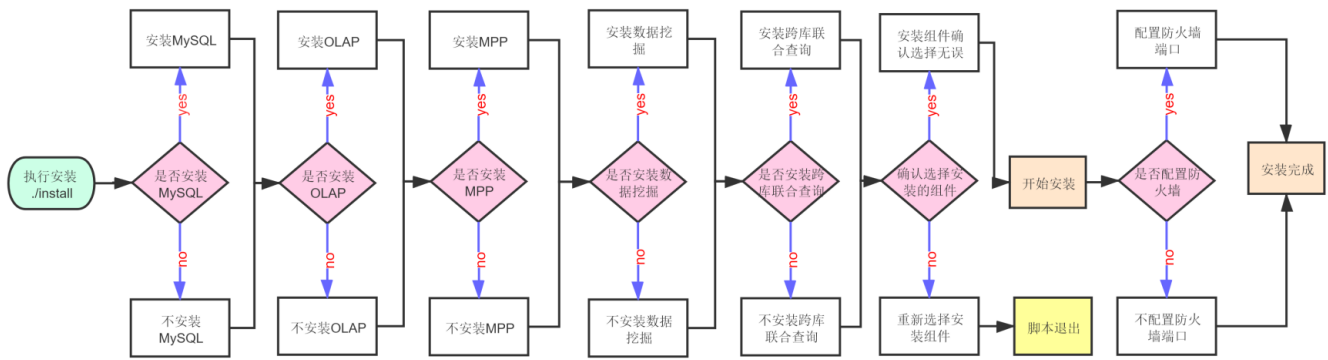 执行安装
./install
安装MySQL
yes
是否安装
MySQL
no
不安装
MySQL
安装OLAP
yes
是否安装
OLAP
no
不安装OLAP
安装MPP
yes
是否安装
MPP
no
不安装MPP
安装数据挖
掘
yes
是否安装数
据挖掘
no
不安装数据
挖掘
安装跨库联
合查询
yes
是否安装跨
库联合查询
no
不安装跨库
联合查询
安装组件确
认选择无误
yes
确认选择安
装的组件
no
重新选择安
装组件
开始安装
脚本退出
配置防火墙
端口
yes
是否配置防
火墙
no
不配置防火
墙端口
安装完成